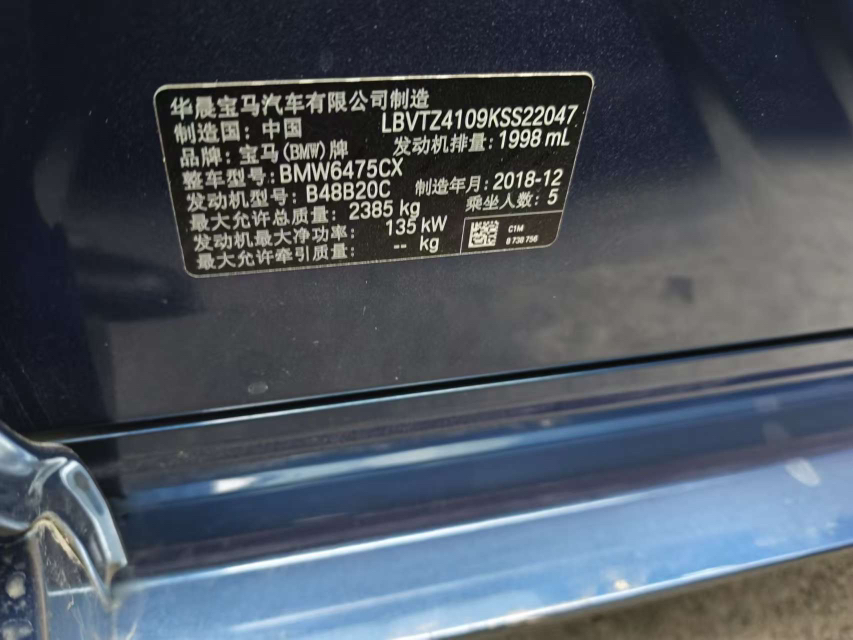 华晨宝马汽车有限公司制造
制造国: 中国 LBVTZ4109KSS22047
品牌: 宝马(BMW)牌 发动机排量: 1998 mL
整车型号: BMW6475CX
发动机型号: B48B20C 制造年月: 2018-12
最大允许总质量: 2385 kg 乘坐人数: 5
发动机最大净功率: 135 kW
最大允许牵引质量: -- kg
C1M
8 738 756